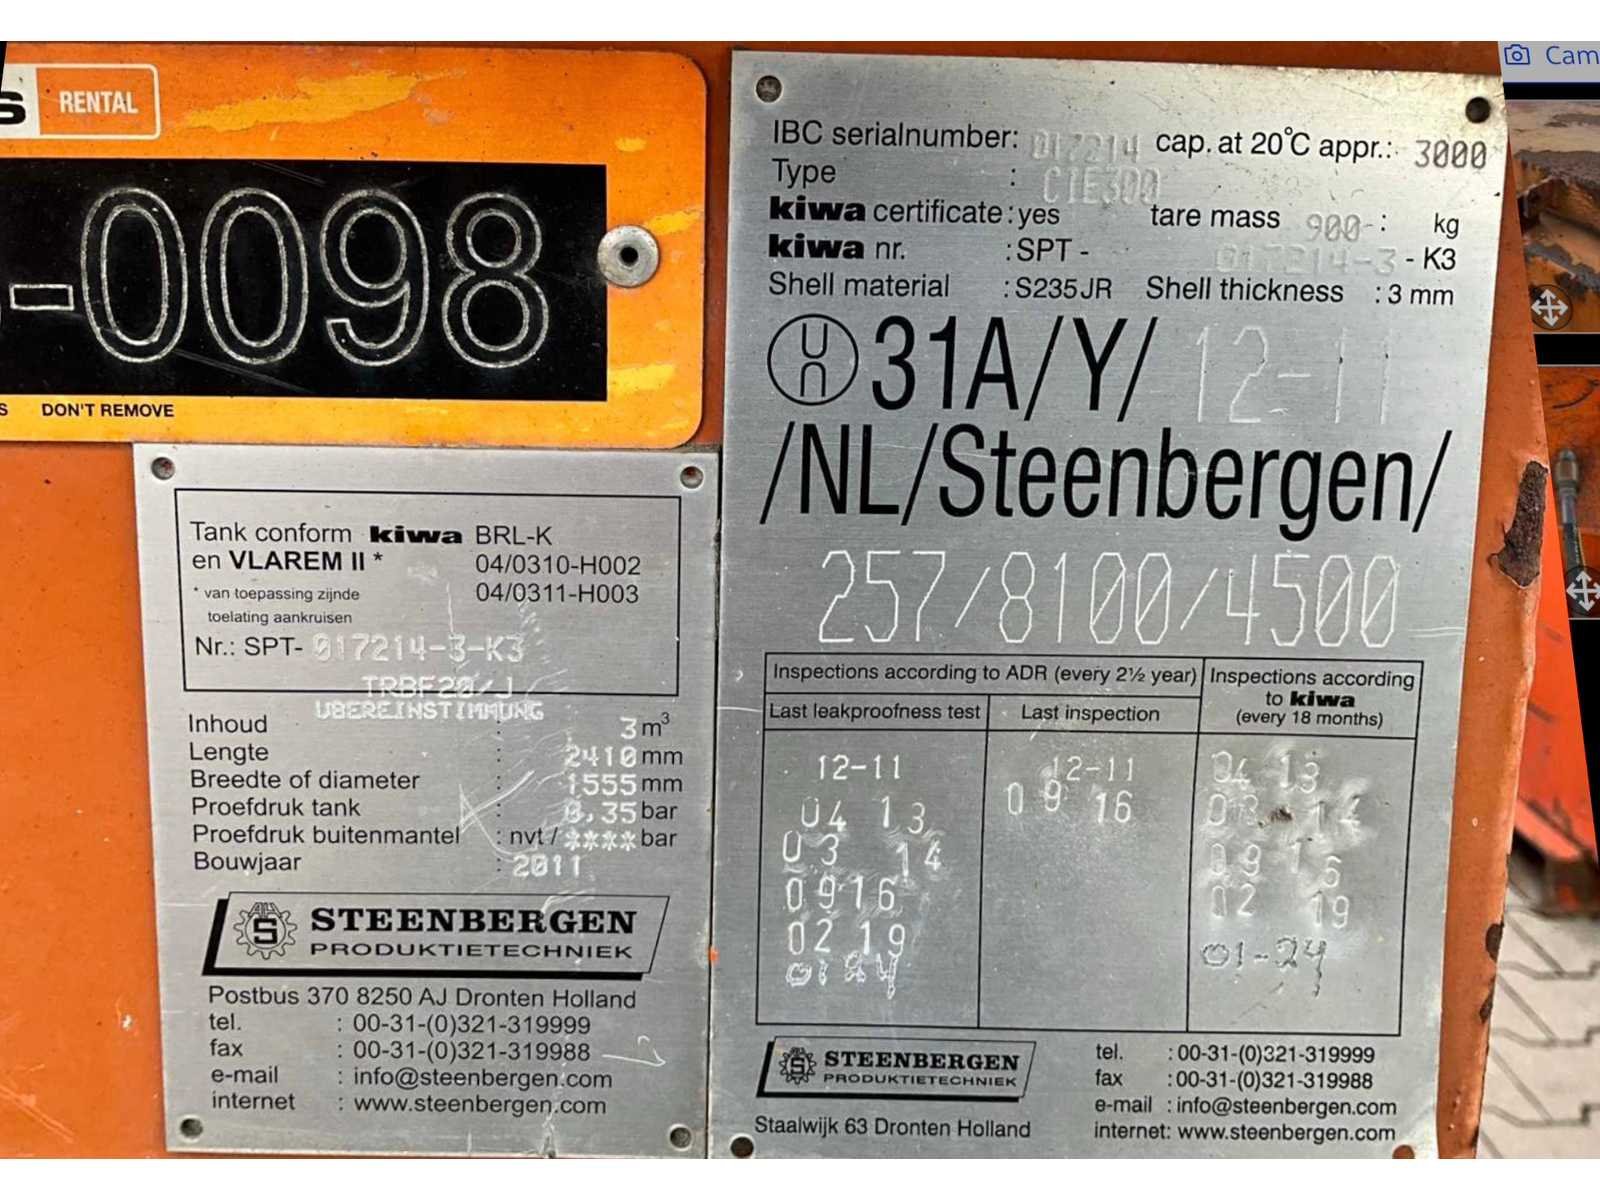 RENTAL
-0098
DON'T REMOVE
Tank conform kiwa BRL-K
en VLAREM II * 04/0310-H002
* van toepassing zijnde 04/0311-H003
toelating aankruisen
Nr.: SPT- 017214-3-K3
TRBF20/J
UBEREINSTIMMUNG
Inhoud : 3 m³
Lengte : 2410 mm
Breedte of diameter : 1555 mm
Proefdruk tank : 0,35 bar
Proefdruk buitenmantel : nvt / **** bar
Bouwjaar : 2011
STEENBERGEN
PRODUKTIETECHNIEK
Postbus 370 8250 AJ Dronten Holland
tel. : 00-31-(0)321-319999
fax : 00-31-(0)321-319988
e-mail : info@steenbergen.com
internet : www.steenbergen.com
IBC serialnumber: 017214 cap. at 20°C appr.: 3000
Type : C1E300
kiwa certificate : yes tare mass 900-: kg
kiwa nr. : SPT - 017214-3 - K3
Shell material : S235JR Shell thickness : 3 mm
un 31A/Y/ 12-11
/NL/Steenbergen/
257/8100/4500
Inspections according to ADR (every 2½ year) Inspections according to kiwa (every 18 months)
Last leakproofness test Last inspection
12-11 12-11 04 13
04 13 09 16 03 14
03 14 09 16
09 16 02 19
02 19 01-24
01 24
STEENBERGEN
PRODUKTIETECHNIEK
Staalwijk 63 Dronten Holland
tel. : 00-31-(0)321-319999
fax : 00-31-(0)321-319988
e-mail : info@steenbergen.com
internet: www.steenbergen.com
Cam